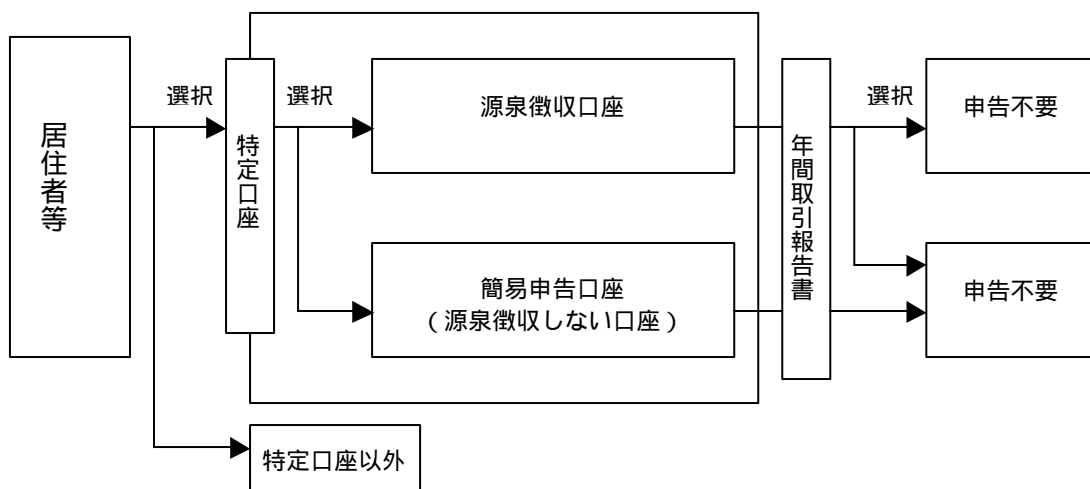 居住者等
選択
特定口座
選択
源泉徴収口座
簡易申告口座
(源泉徴収しない口座)
年間取引報告書
選択
申告不要
申告不要
特定口座以外